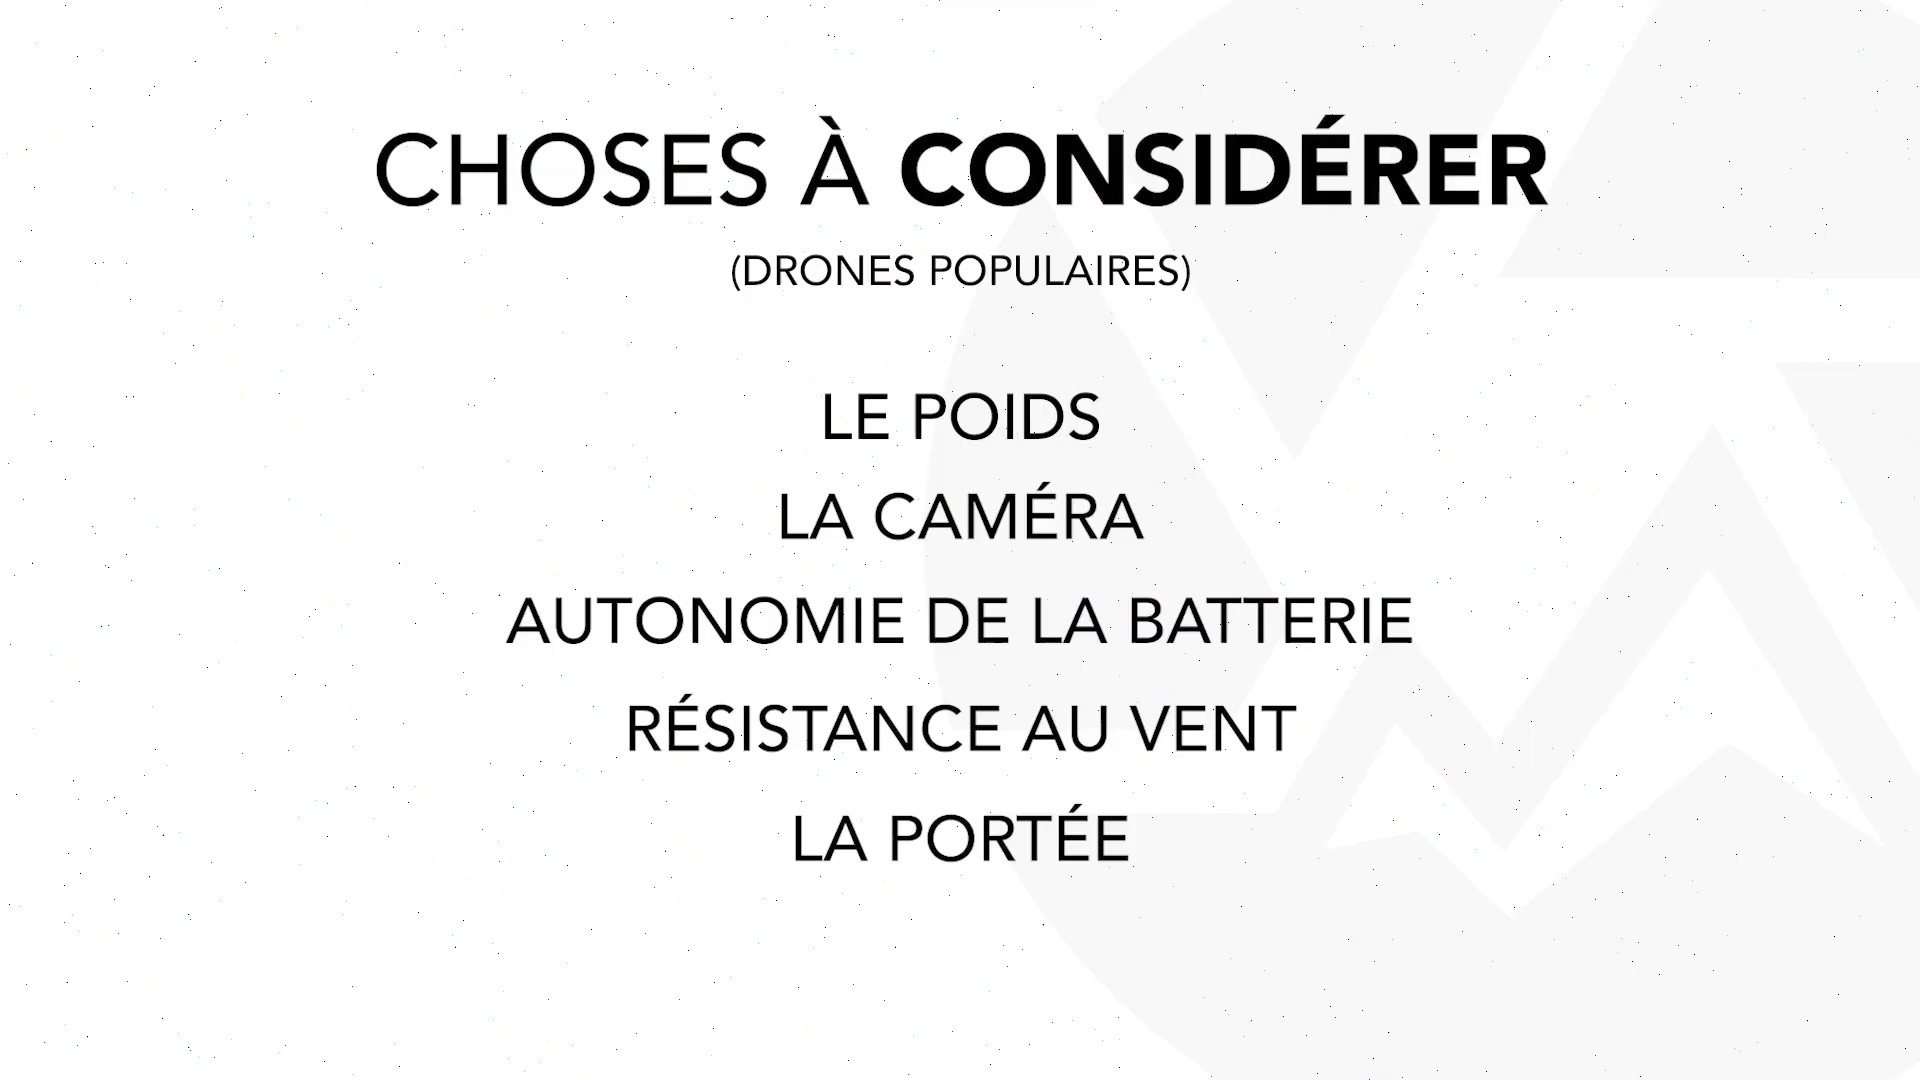 CHOSES À CONSIDÉRER
(DRONES POPULAIRES)
LE POIDS
LA CAMÉRA
AUTONOMIE DE LA BATTERIE
RÉSISTANCE AU VENT
LA PORTÉE